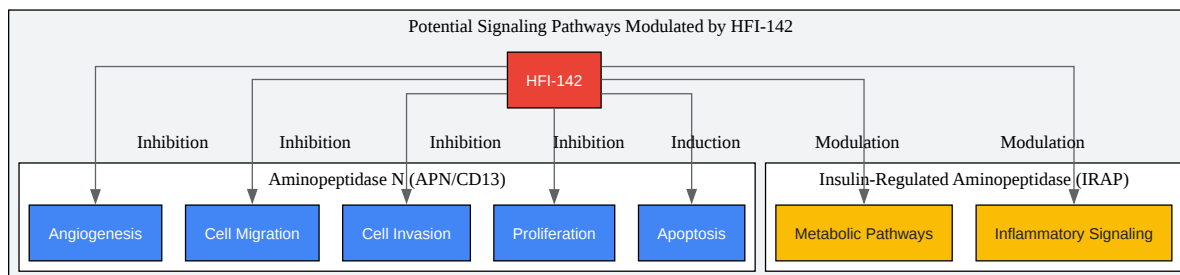 Potential Signaling Pathways Modulated by HFI-142
HFI-142
Inhibition
Inhibition
Inhibition
Inhibition
Induction
Modulation
Modulation
Aminopeptidase N (APN/CD13)
Insulin-Regulated Aminopeptidase (IRAP)
Angiogenesis
Cell Migration
Cell Invasion
Proliferation
Apoptosis
Metabolic Pathways
Inflammatory Signaling